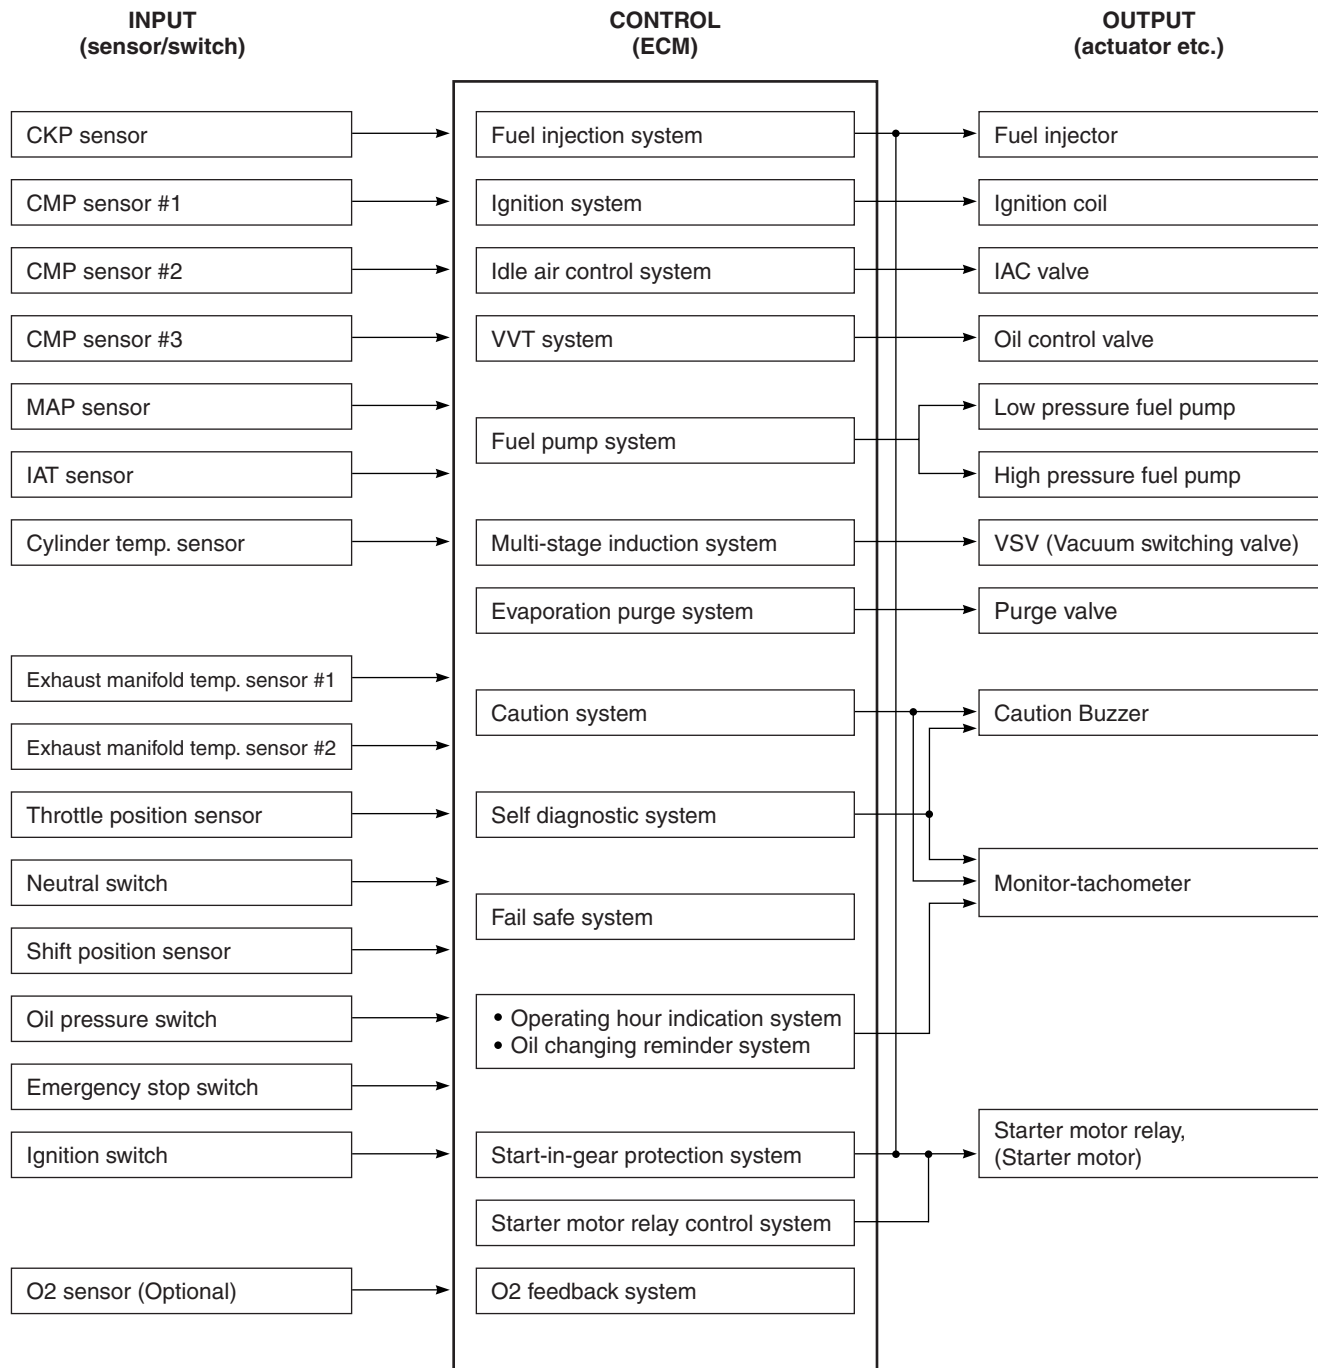 INPUT
(sensor/switch)
CONTROL
(ECM)
OUTPUT
(actuator etc.)
CKP sensor
CMP sensor #1
CMP sensor #2
CMP sensor #3
MAP sensor
IAT sensor
Cylinder temp. sensor
Exhaust manifold temp. sensor #1
Exhaust manifold temp. sensor #2
Throttle position sensor
Neutral switch
Shift position sensor
Oil pressure switch
Emergency stop switch
Ignition switch
O2 sensor (Optional)
Fuel injection system
Ignition system
Idle air control system
VVT system
Fuel pump system
Multi-stage induction system
Evaporation purge system
Caution system
Self diagnostic system
Fail safe system
• Operating hour indication system
• Oil changing reminder system
Start-in-gear protection system
Starter motor relay control system
O2 feedback system
Fuel injector
Ignition coil
IAC valve
Oil control valve
Low pressure fuel pump
High pressure fuel pump
VSV (Vacuum switching valve)
Purge valve
Caution Buzzer
Monitor-tachometer
Starter motor relay,
(Starter motor)